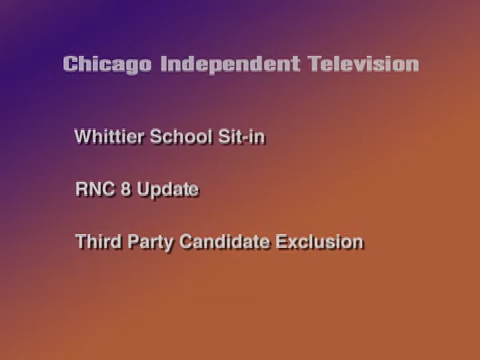 Chicago Independent Television
Whittier School Sit-in
RNC 8 Update
Third Party Candidate Exclusion